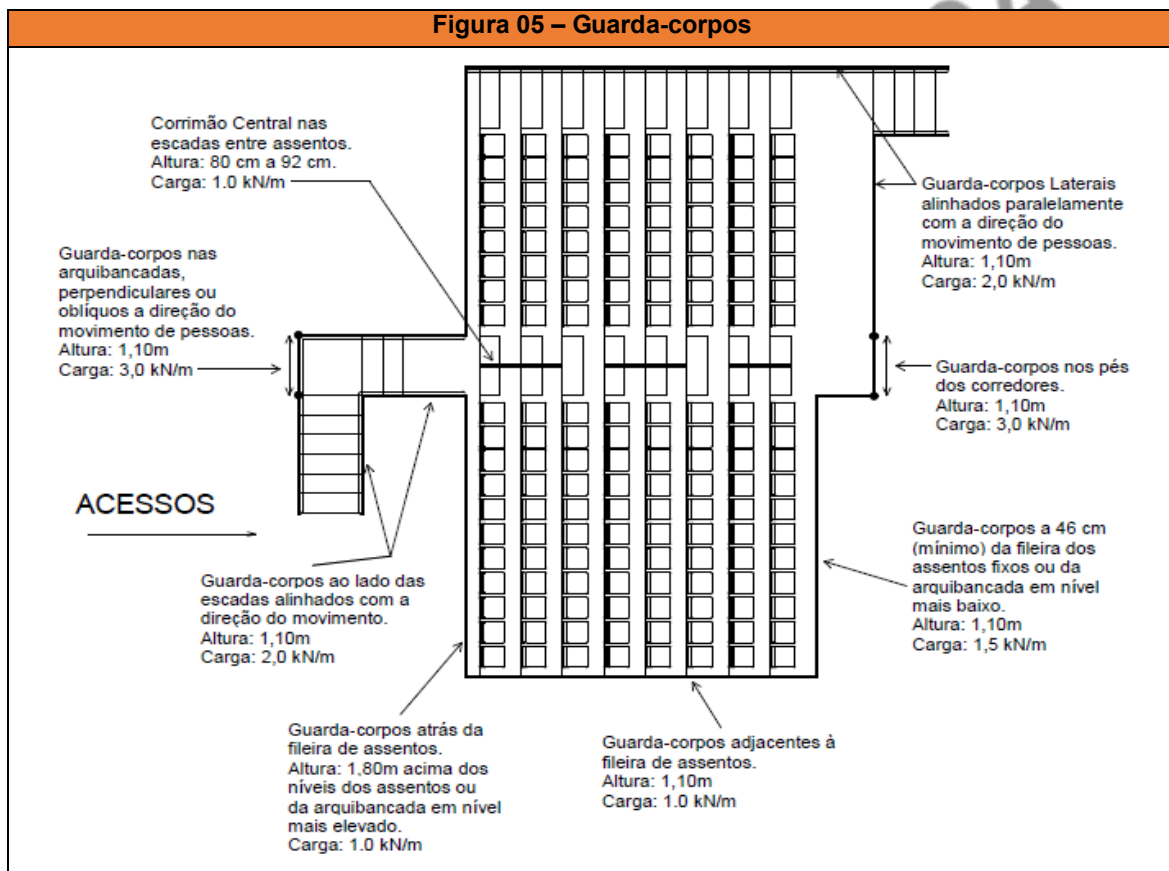 Figura 05 – Guarda-corpos
Corrimão Central nas
escadas entre assentos.
Altura: 80 cm a 92 cm.
Carga: 1.0 kN/m
Guarda-corpos nas
arquibancadas,
perpendiculares ou
oblíquos a direção do
movimento de pessoas.
Altura: 1,10m
Carga: 3,0 kN/m
Guarda-corpos Laterais
alinhados paralelamente
com a direção do
movimento de pessoas.
Altura: 1,10m
Carga: 2,0 kN/m
Guarda-corpos nos pés
dos corredores.
Altura: 1,10m
Carga: 3,0 kN/m
ACESSOS
Guarda-corpos ao lado das
escadas alinhados com a
direção do movimento.
Altura: 1,10m
Carga: 2,0 kN/m
Guarda-corpos a 46 cm
(mínimo) da fileira dos
assentos fixos ou da
arquibancada em nível
mais baixo.
Altura: 1,10m
Carga: 1,5 kN/m
Guarda-corpos atrás da
fileira de assentos.
Altura: 1,80m acima dos
níveis dos assentos ou
da arquibancada em nível
mais elevado.
Carga: 1.0 kN/m
Guarda-corpos adjacentes à
fileira de assentos.
Altura: 1,10m
Carga: 1.0 kN/m